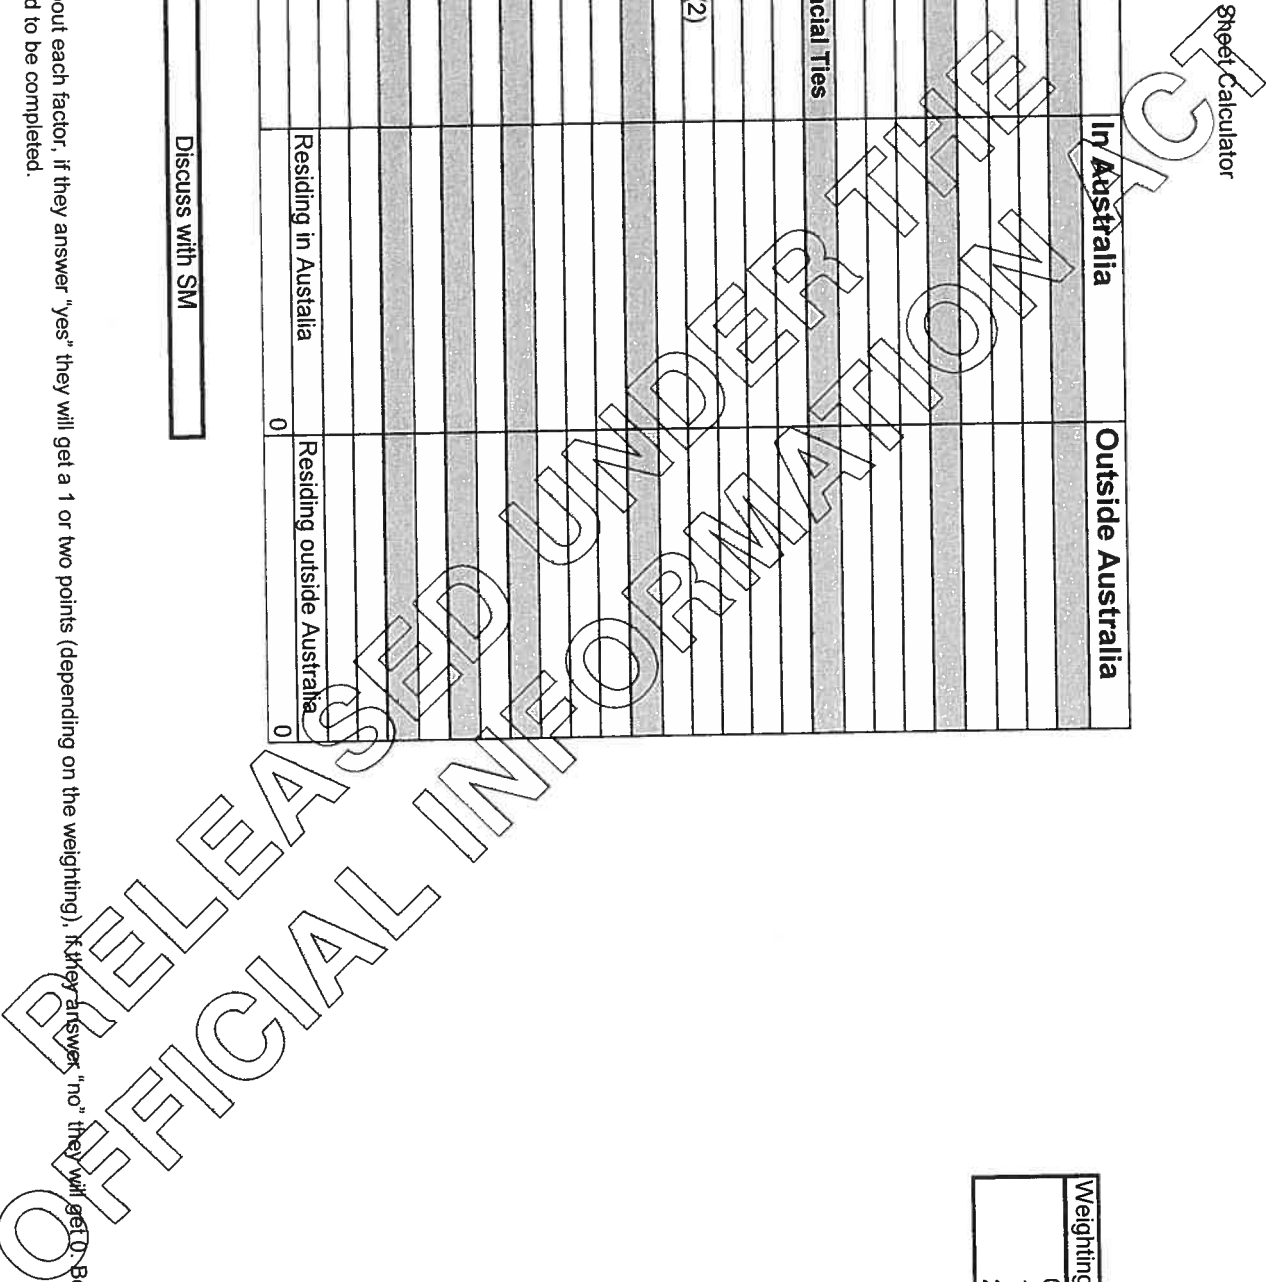 Sheet Calculator
In Australia Outside Australia
Weighting
cial Ties
(2)
Residing in Austalia Residing outside Australia
0 0
Discuss with SM
out each factor, if they answer "yes" they will get a 1 or two points (depending on the weighting), if they answer "no" they will get 0.
to be completed.
RELEASED UNDER THE
OFFICIAL INFORMATION ACT